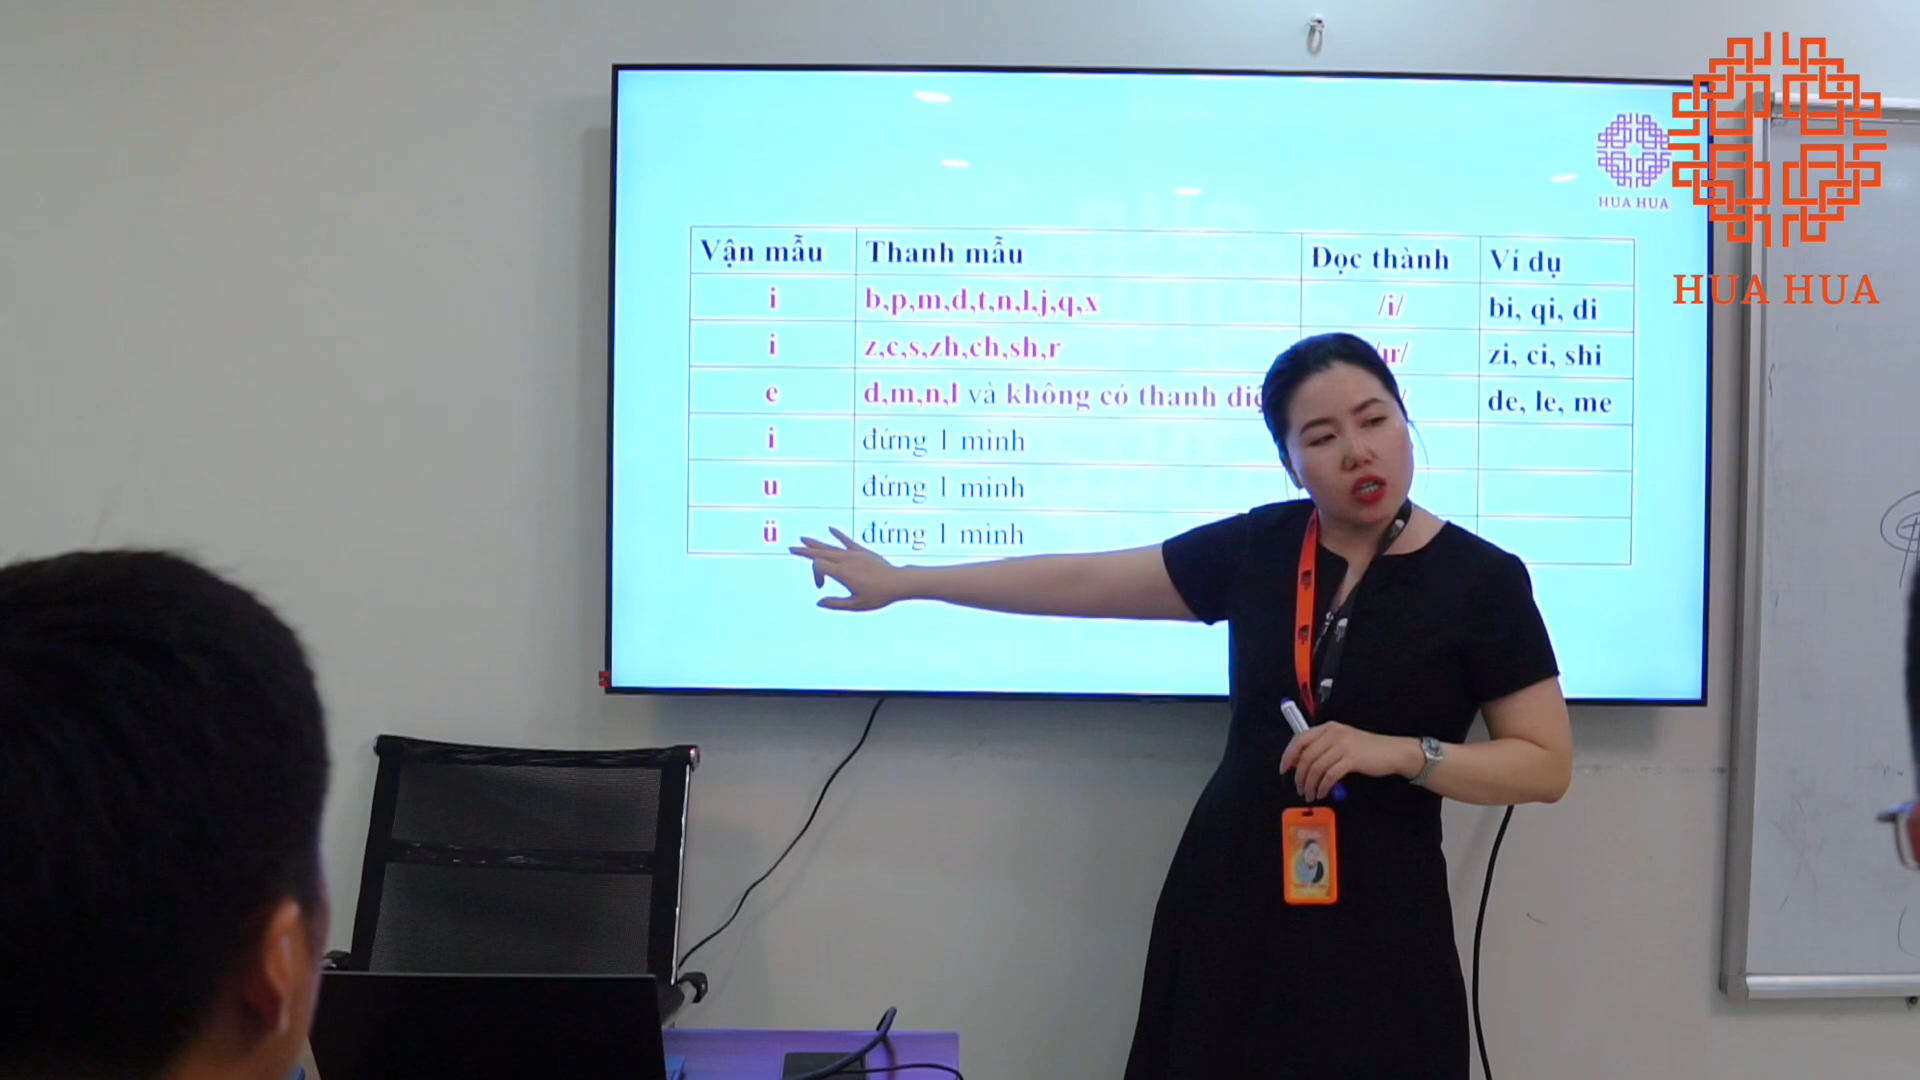 HUA HUA
HUA HUA
Vận mẫu Thanh mẫu Đọc thành Ví dụ
i b,p,m,d,t,n,l,j,q,x /i/ bi, qi, di
i z,c,s,zh,ch,sh,r /ư/ zi, ci, shi
e d,m,n,l và không có thanh de, le, me
i đứng 1 mình
u đứng 1 mình
ü đứng 1 mình